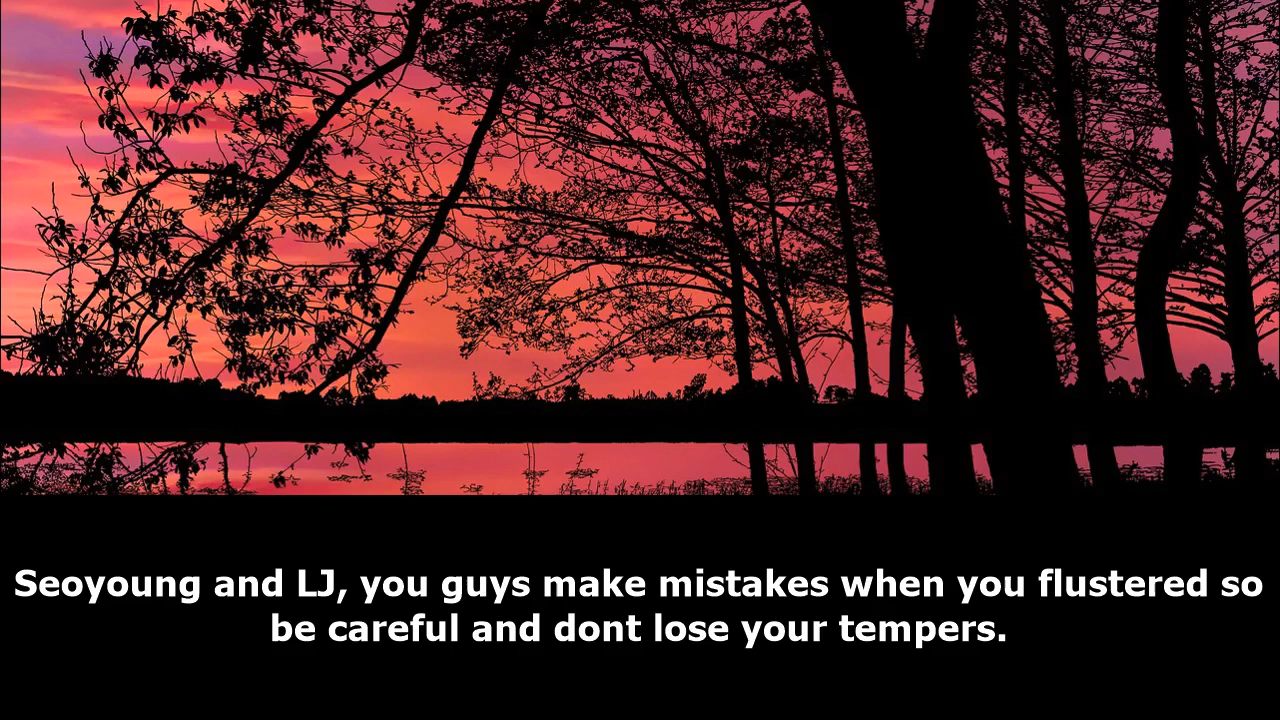 Seoyoung and LJ, you guys make mistakes when you flustered so
be careful and dont lose your tempers.